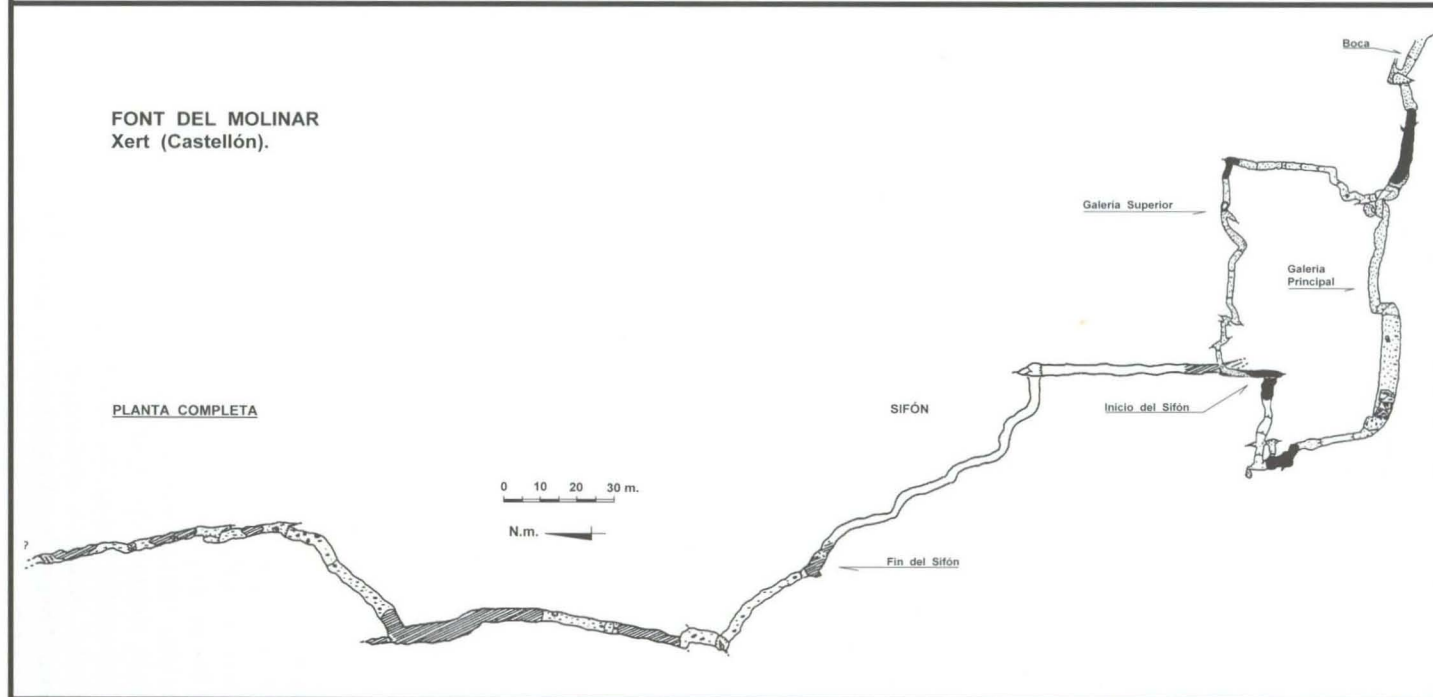 Boca
FONT DEL MOLINAR
Xert (Castellón).
Galería Superior
Galeria
Principal
PLANTA COMPLETA
SIFÓN
Inicio del Sifón
0 10 20 30 m.
N.m.
?
Fin del Sifón